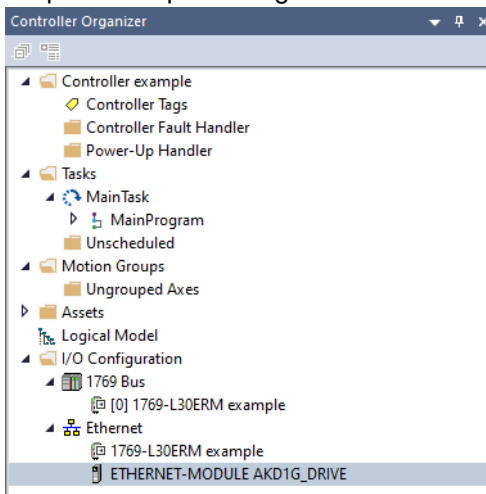 Controller Organizer
Controller example
Controller Tags
Controller Fault Handler
Power-Up Handler
Tasks
MainTask
MainProgram
Unscheduled
Motion Groups
Ungrouped Axes
Assets
Logical Model
I/O Configuration
1769 Bus
[0] 1769-L30ERM example
Ethernet
1769-L30ERM example
ETHERNET-MODULE AKD1G_DRIVE